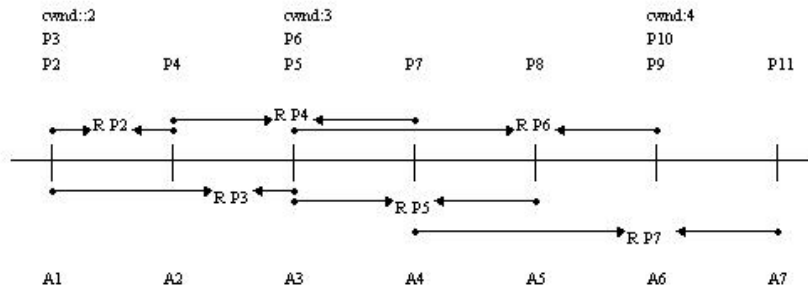 cwnd::2 cwnd:3 cwnd:4
P3 P6 P10
P2 P4 P5 P7 P8 P9 P11
R P4
R P2 R P6
R P3
R P5
R P7
A1 A2 A3 A4 A5 A6 A7